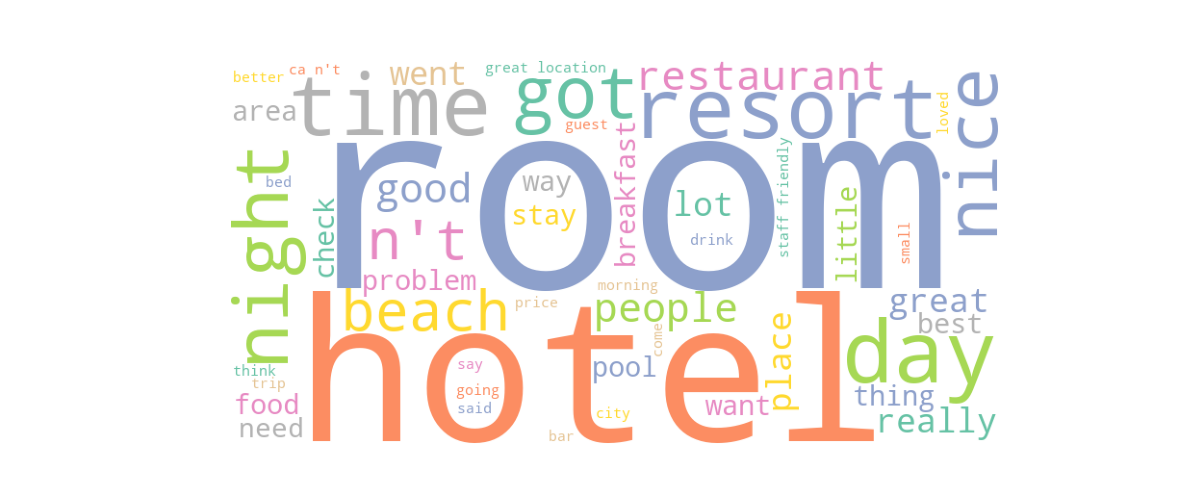 better
ca n't
went
great location
restaurant
area
time
got
guest
resort
loved
nice
room
night
bed
check
good
way
stay
n't
breakfast
lot
drink
staff friendly
little
small
problem
beach
price
morning
people
come
great
best
hotel
day
place
think
trip
say
pool
going
said
food
need
bar
city
want
thing
really